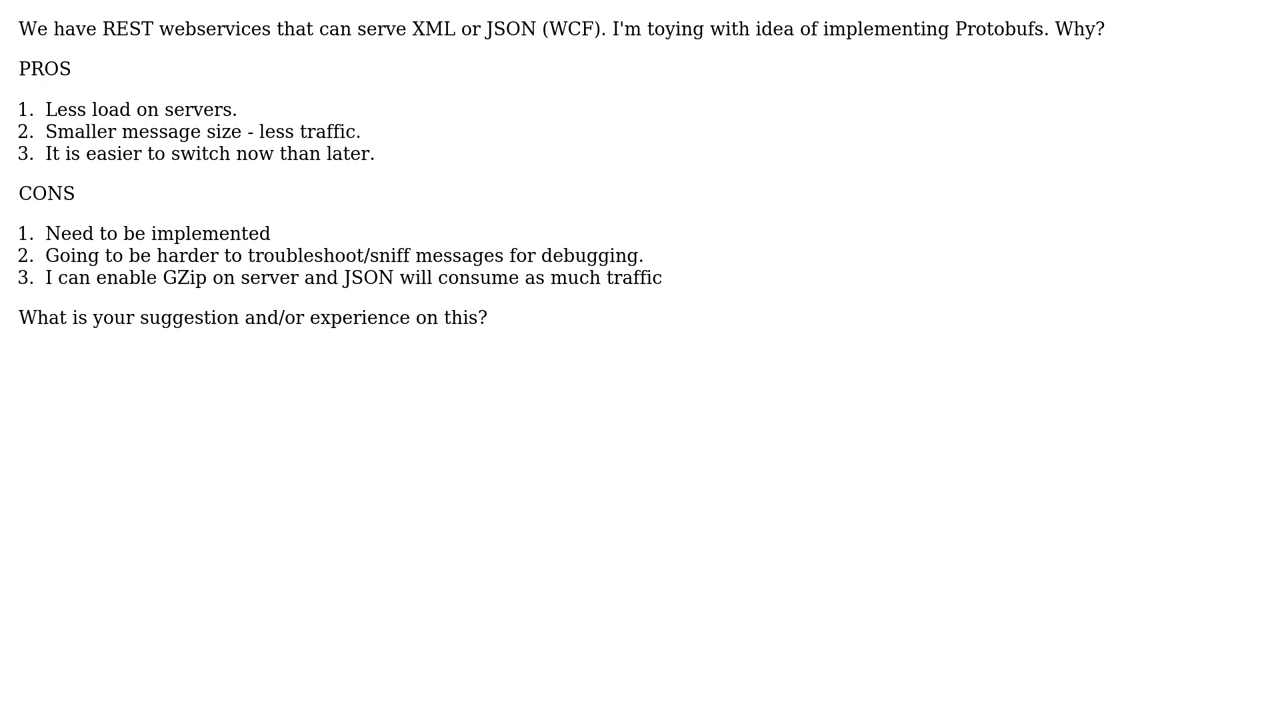 We have REST webservices that can serve XML or JSON (WCF). I'm toying with idea of implementing Protobufs. Why?
PROS
1. Less load on servers.
2. Smaller message size - less traffic.
3. It is easier to switch now than later.
CONS
1. Need to be implemented
2. Going to be harder to troubleshoot/sniff messages for debugging.
3. I can enable GZip on server and JSON will consume as much traffic
What is your suggestion and/or experience on this?